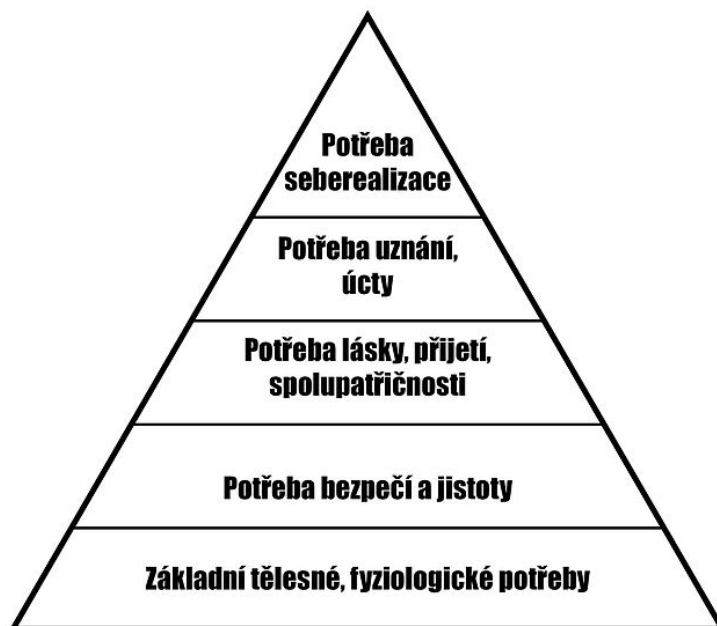 Potřeba
seberealizace
Potřeba uznání,
úcty
Potřeba lásky, přijetí,
spolupatřičnosti
Potřeba bezpečí a jistoty
Základní tělesné, fyziologické potřeby